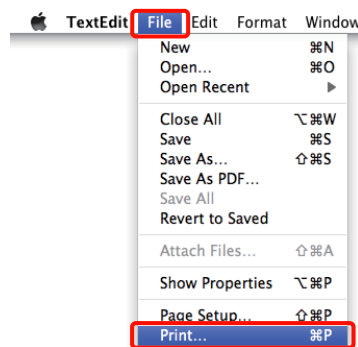 TextEdit File Edit Format Window
New ⌘N
Open... ⌘O
Open Recent ▶
Close All ⌥⌘W
Save ⌘S
Save As... ⇧⌘S
Save As PDF...
Save All
Revert to Saved
Attach Files... ⇧⌘A
Show Properties ⌥⌘P
Page Setup... ⇧⌘P
Print... ⌘P